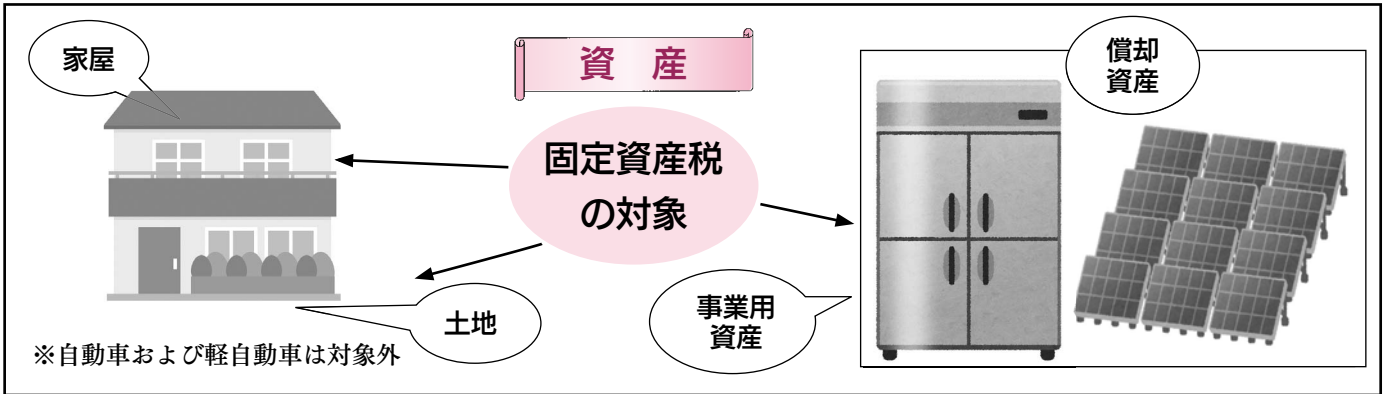 資 産
固定資産税
の対象
家屋
土地
※自動車および軽自動車は対象外
償却
資産
事業用
資産